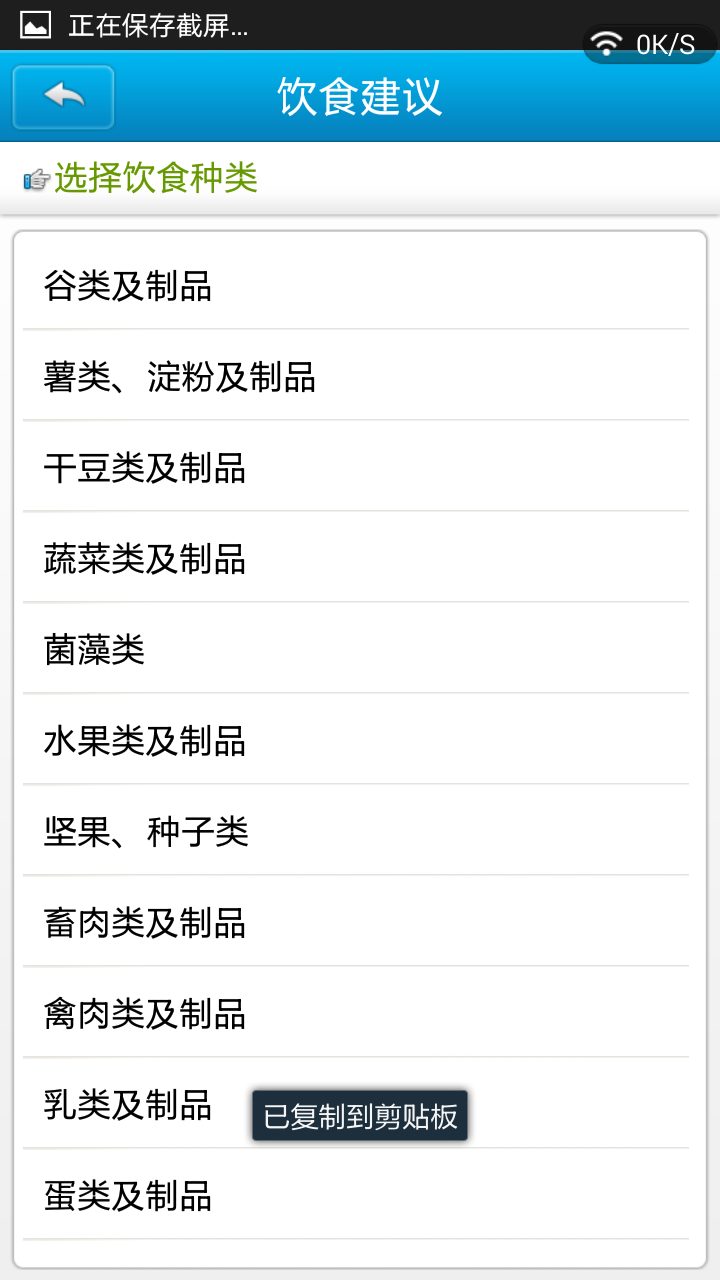 正在保存截屏...
0K/S
饮食建议
选择饮食种类
谷类及制品
薯类、淀粉及制品
干豆类及制品
蔬菜类及制品
菌藻类
水果类及制品
坚果、种子类
畜肉类及制品
禽肉类及制品
乳类及制品
已复制到剪贴板
蛋类及制品